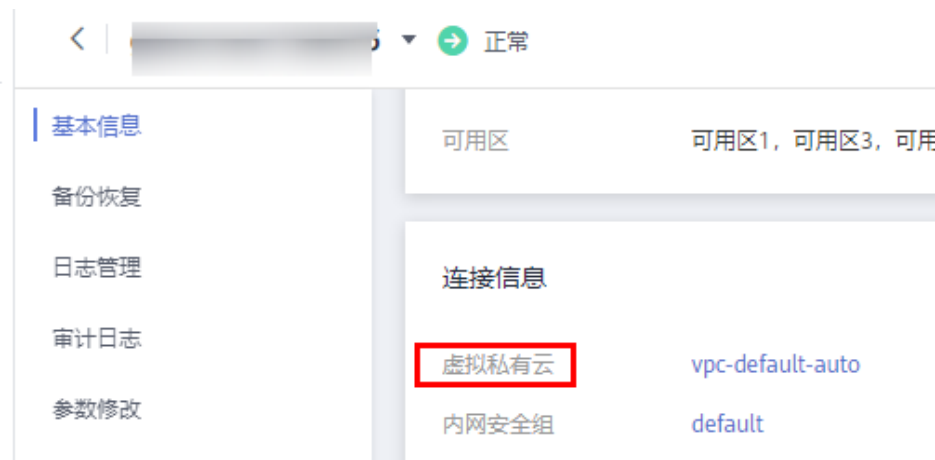 正常
基本信息
备份恢复
日志管理
审计日志
参数修改
可用区 可用区1，可用区3，可用
连接信息
虚拟私有云 vpc-default-auto
内网安全组 default